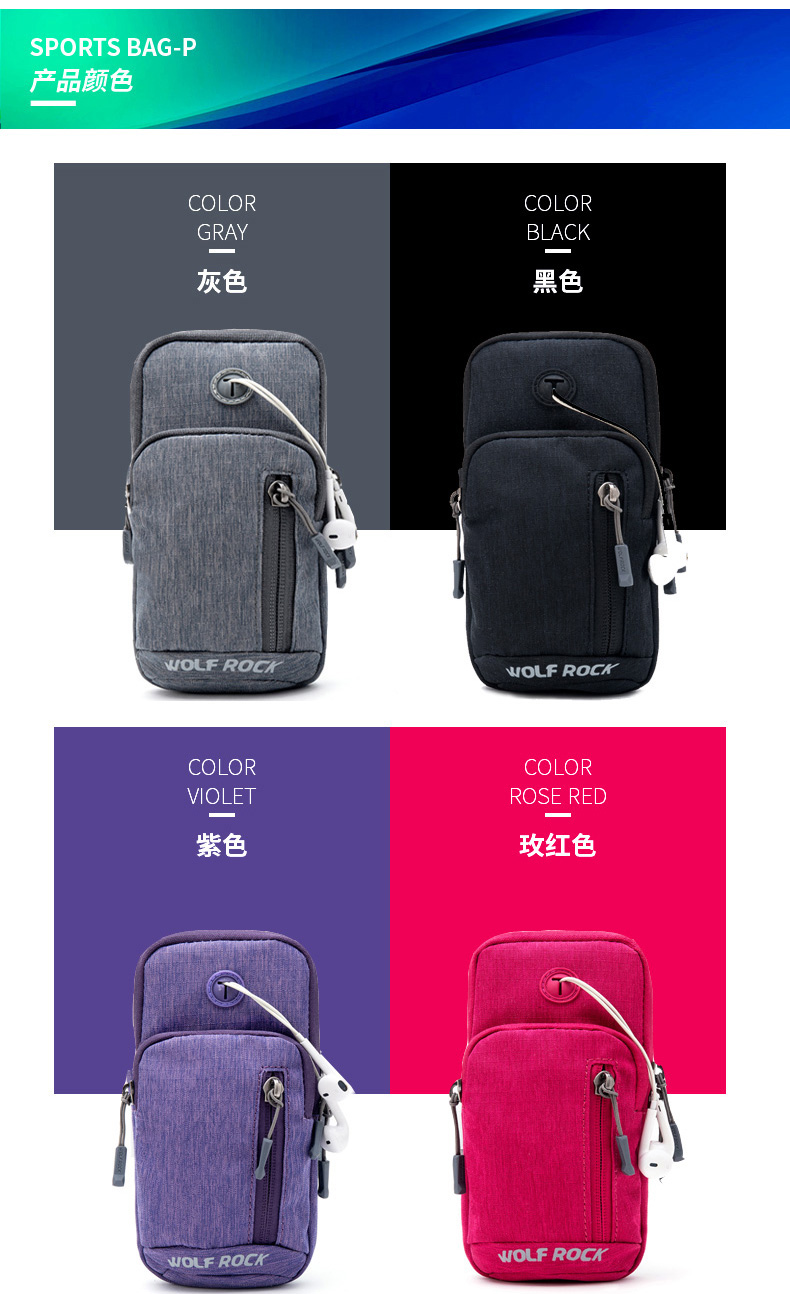 SPORTS BAG-P
产品颜色
COLOR
GRAY
灰色
COLOR
BLACK
黑色
WOLF ROCK
WOLF ROCK
COLOR
VIOLET
紫色
COLOR
ROSE RED
玫红色
WOLF ROCK
WOLF ROCK